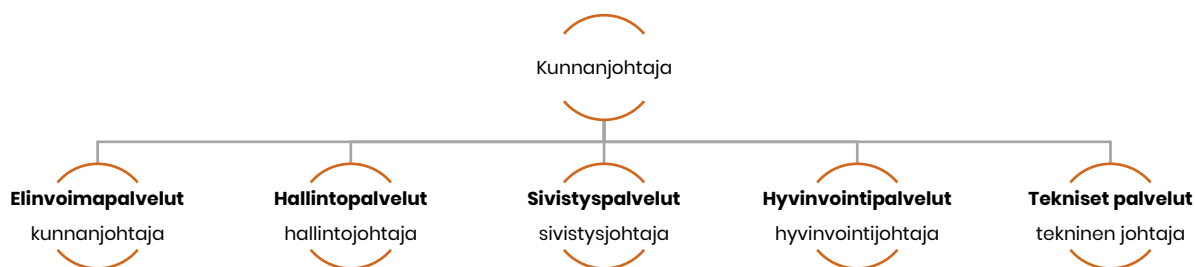 Kunnanjohtaja
Elinvoimapalvelut
kunnanjohtaja
Hallintopalvelut
hallintojohtaja
Sivistyspalvelut
sivistysjohtaja
Hyvinvointipalvelut
hyvinvointijohtaja
Tekniset palvelut
tekninen johtaja